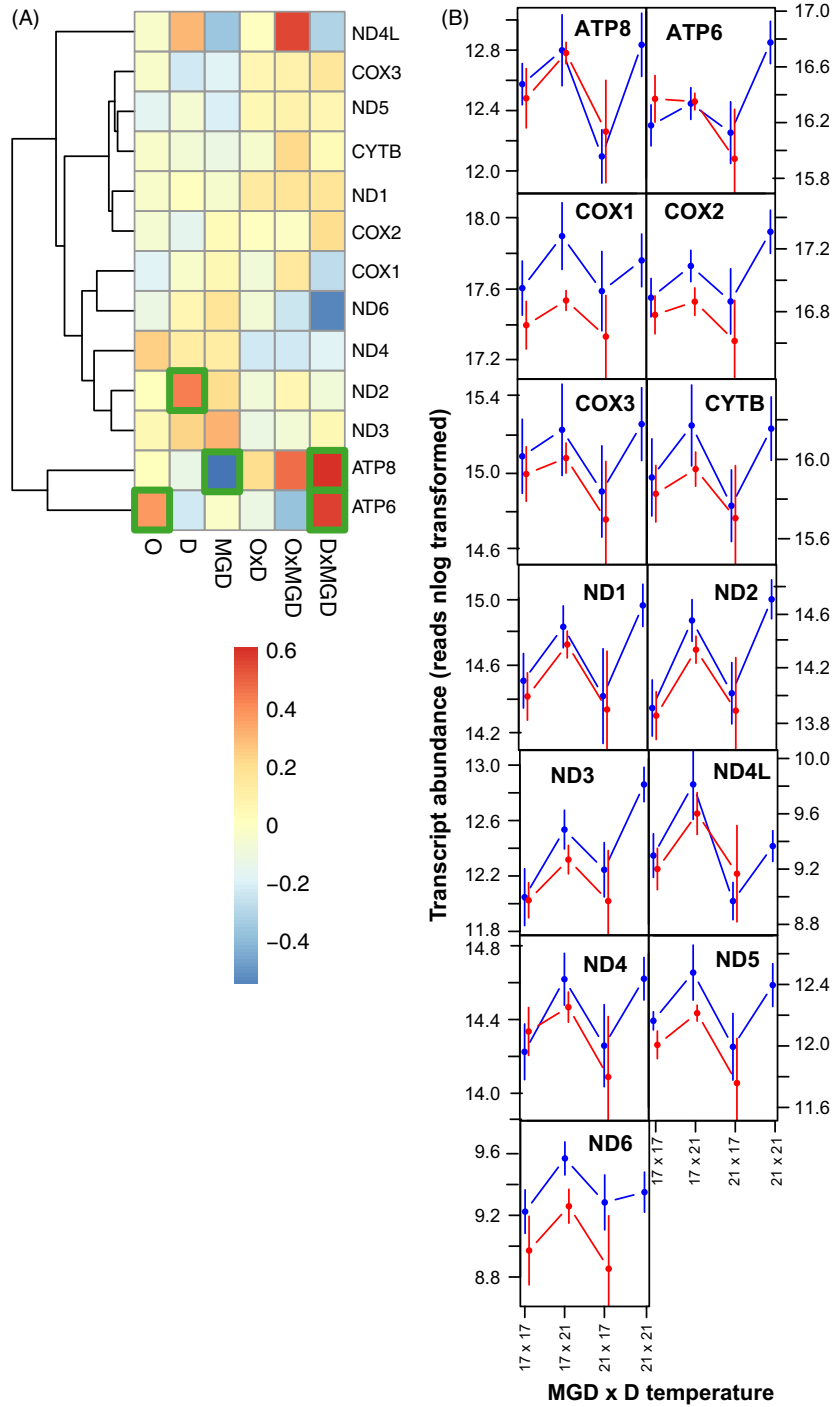 (A)
ND4L
COX3
ND5
CYTB
ND1
COX2
COX1
ND6
ND4
ND2
ND3
ATP8
ATP6
O
D
MGD
OxD
OxMGD
DxMGD
0.6
0.4
0.2
0
−0.2
−0.4
(B)
Transcript abundance (reads nlog transformed)
ATP8
12.8
12.4
12.0
ATP6
17.0
16.6
16.2
15.8
COX1
18.0
17.6
17.2
COX2
17.2
16.8
COX3
15.4
15.0
14.6
CYTB
16.0
15.6
ND1
15.0
14.6
14.2
ND2
14.6
14.2
13.8
ND3
13.0
12.6
12.2
11.8
ND4L
10.0
9.6
9.2
8.8
ND4
14.8
14.4
14.0
ND5
12.4
12.0
11.6
17 x 17
17 x 21
21 x 17
21 x 21
ND6
9.6
9.2
8.8
17 x 17
17 x 21
21 x 17
21 x 21
MGD x D temperature